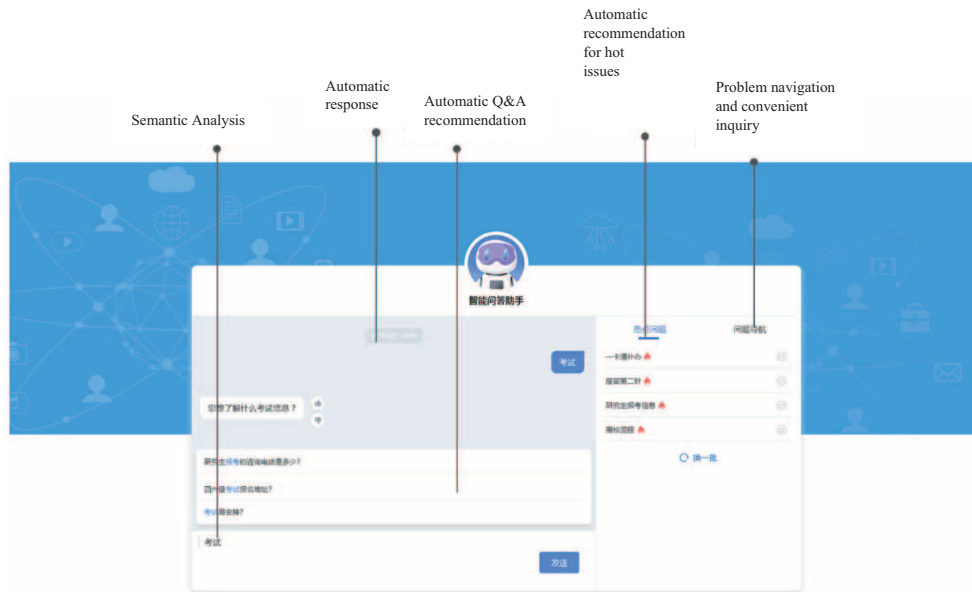 Automatic
recommendation
for hot
issues
Automatic
response
Automatic Q&A
recommendation
Problem navigation
and convenient
inquiry
Semantic Analysis
智能问答助手
热点问题
问题导航
考试
一卡通补办
疫苗第二针
您想了解什么考试信息？
研究生报考信息
离校流程
换一批
研究生报考的咨询电话是多少?
四六级考试报名地址?
考试周安排?
考试
发送